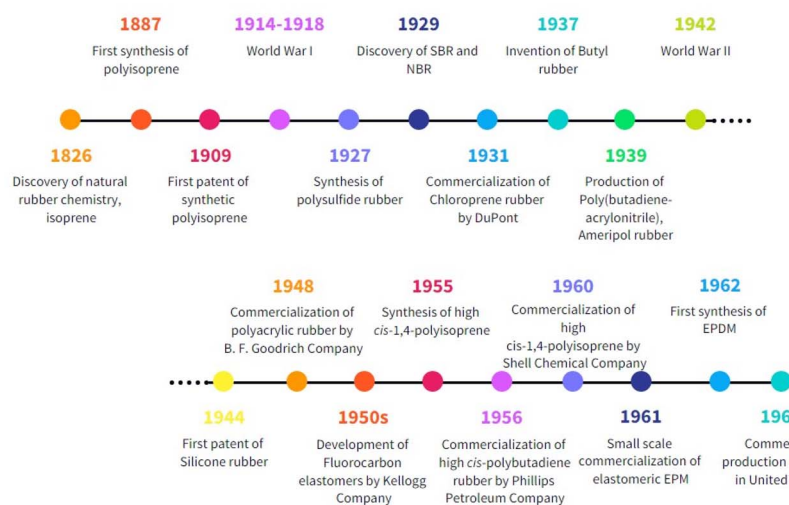 1887
First synthesis of
polyisoprene
1914-1918
World War I
1929
Discovery of SBR and
NBR
1937
Invention of Butyl
rubber
1942
World War II
1826
Discovery of natural
rubber chemistry,
isoprene
1909
First patent of
synthetic
polyisoprene
1927
Synthesis of
polysulfide rubber
1931
Commercialization of
Chloroprene rubber
by DuPont
1939
Production of
Poly(butadiene-
acrylonitrile),
Ameripol rubber
1948
Commercialization of
polyacrylic rubber by
B. F. Goodrich Company
1955
Synthesis of high
cis-1,4-polyisoprene
1960
Commercialization of
high
cis-1,4-polyisoprene by
Shell Chemical Company
1962
First synthesis of
EPDM
1944
First patent of
Silicone rubber
1950s
Development of
Fluorocarbon
elastomers by Kellogg
Company
1956
Commercialization of
high cis-polybutadiene
rubber by Phillips
Petroleum Company
1961
Small scale
commercialization of
elastomeric EPM
production
in United